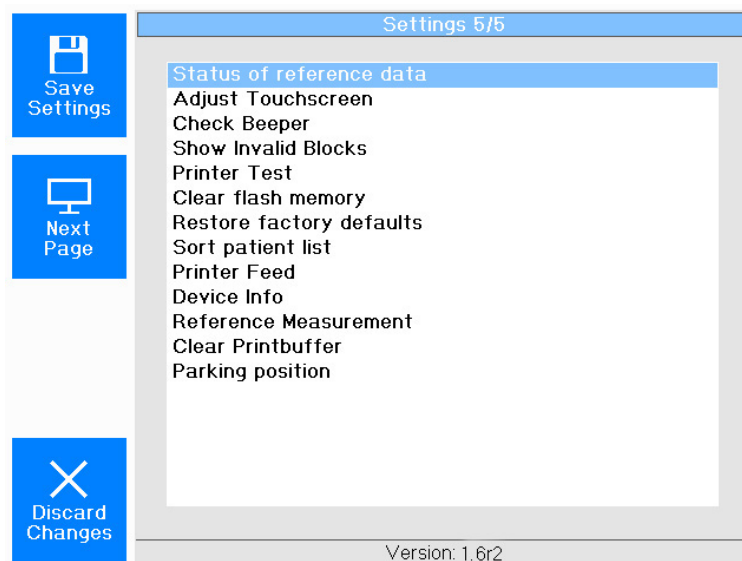 Settings 5/5
Save
Settings
Next
Page
Discard
Changes
Status of reference data
Adjust Touchscreen
Check Beeper
Show Invalid Blocks
Printer Test
Clear flash memory
Restore factory defaults
Sort patient list
Printer Feed
Device Info
Reference Measurement
Clear Printbuffer
Parking position
Version: 1.6r2